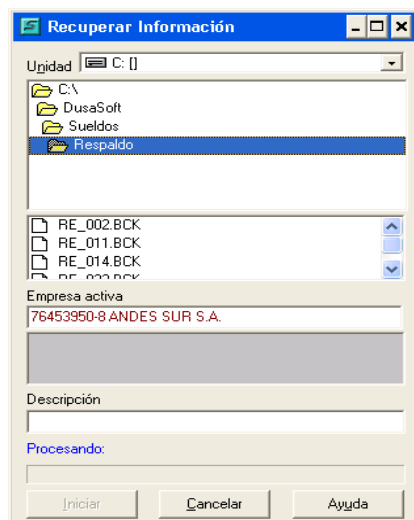 Recuperar Información
Unidad C: []
C:\
DusaSoft
Sueldos
Respaldo
RE_002.BCK
RE_011.BCK
RE_014.BCK
Empresa activa
76453950-8 ANDES SUR S.A.
Descripción
Procesando:
Iniciar Cancelar Ayuda